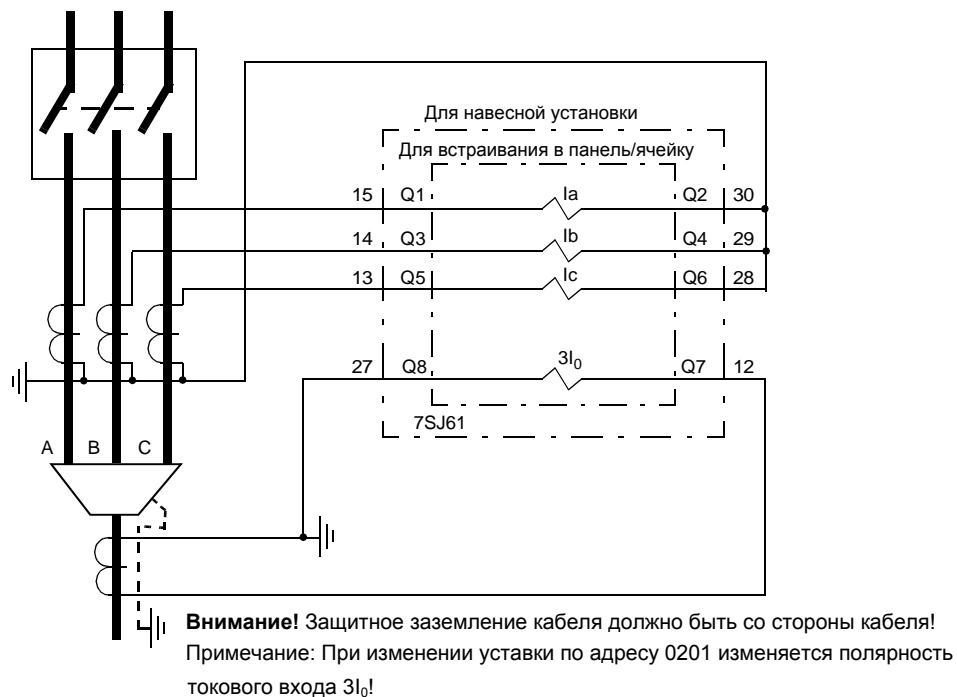 Для навесной установки
Для встраивания в панель/ячейку
15 Q1 Ia Q2 30
14 Q3 Ib Q4 29
13 Q5 Ic Q6 28
27 Q8 3I₀ Q7 12
7SJ61
A B C
Внимание! Защитное заземление кабеля должно быть со стороны кабеля!
Примечание: При изменении уставки по адресу 0201 изменяется полярность
токового входа 3I₀!